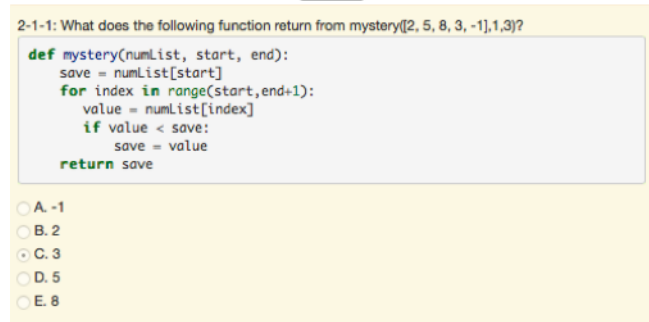 2-1-1: What does the following function return from mystery([2, 5, 8, 3, -1],1,3)?
def mystery(numList, start, end):
    save = numList[start]
    for index in range(start,end+1):
        value = numList[index]
        if value < save:
            save = value
    return save
A. -1
B. 2
C. 3
D. 5
E. 8